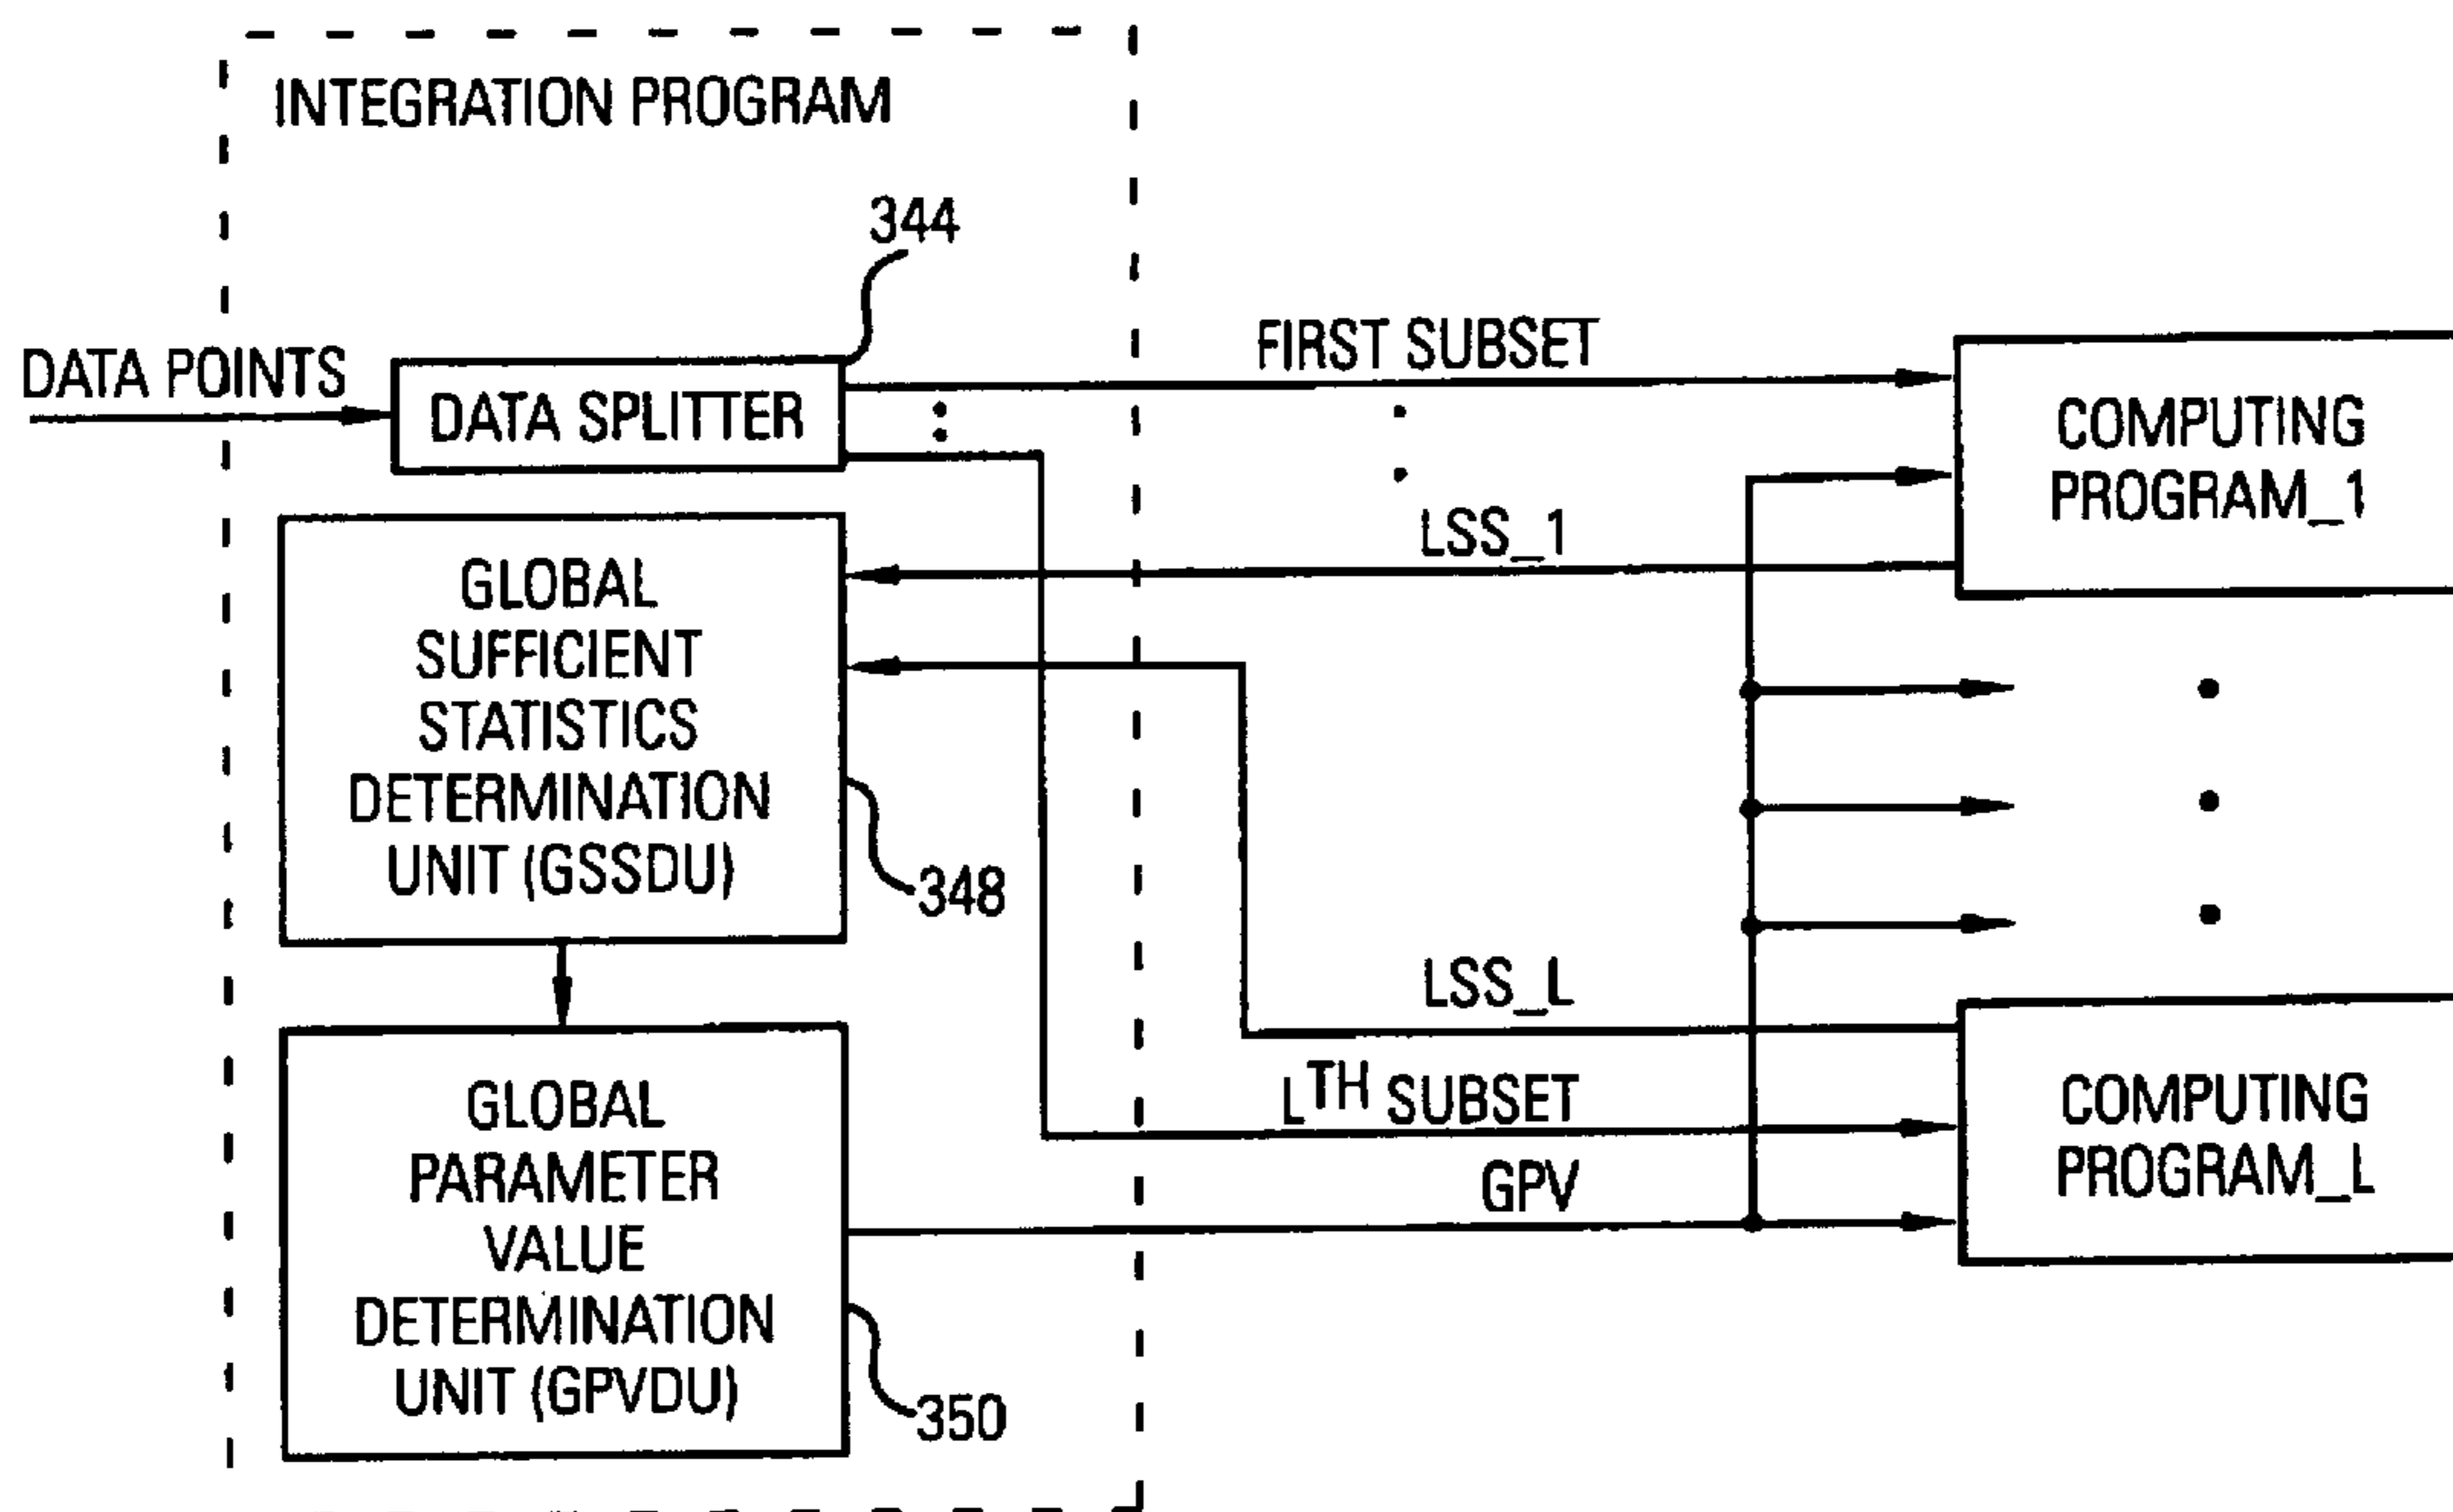 INTEGRATION PROGRAM
344
DATA POINTS
DATA SPLITTER
FIRST SUBSET
COMPUTING
PROGRAM_1
LSS_1
GLOBAL
SUFFICIENT
STATISTICS
DETERMINATION
UNIT (GSSDU)
348
LSS_L
LTH SUBSET
GPV
COMPUTING
PROGRAM_L
GLOBAL
PARAMETER
VALUE
DETERMINATION
UNIT (GPVDU)
350